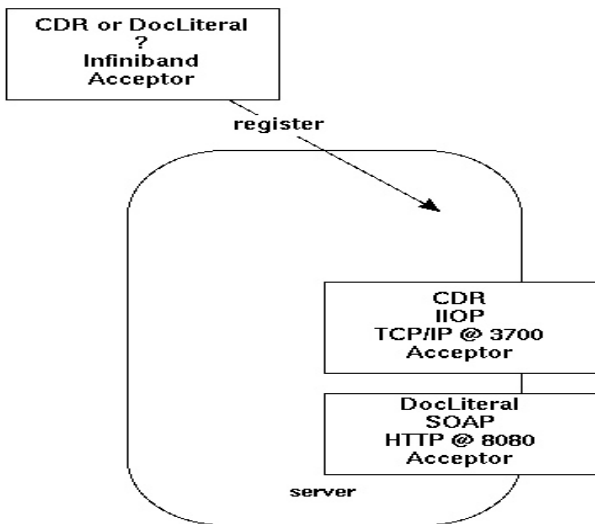 CDR or DocLiteral
?
Infiniband
Acceptor
register
CDR
IIOP
TCP/IP @ 3700
Acceptor
DocLiteral
SOAP
HTTP @ 8080
Acceptor
server